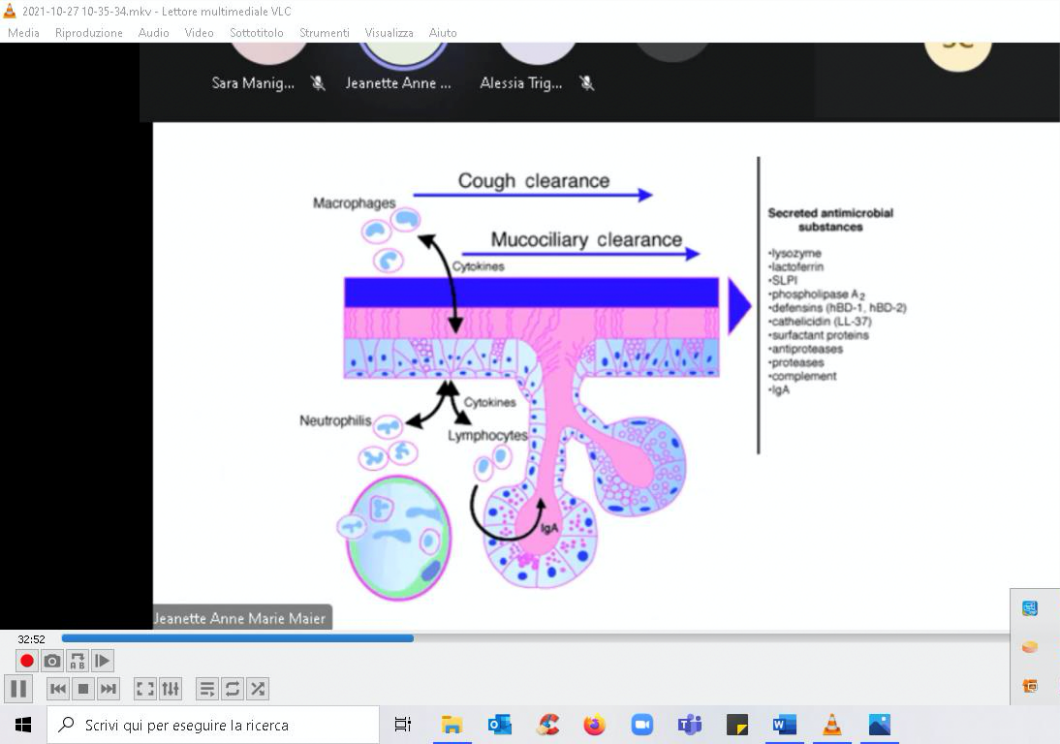 2021-10-27 10-35-34.mkv - Lettore multimediale VLC
Media Riproduzione Audio Video Sottotitolo Strumenti Visualizza Aiuto
Sara Manig... Jeanette Anne ... Alessia Trig...
Cough clearance
Macrophages
Mucociliary clearance
Cytokines
Secreted antimicrobial
substances
•lysozyme
•lactoferrin
•SLPI
•phospholipase A2
•defensins (hBD-1, hBD-2)
•cathelicidin (LL-37)
•surfactant proteins
•antiproteases
•proteases
•complement
•IgA
Cytokines
Neutrophilis
Lymphocytes
IgA
Jeanette Anne Marie Maier
32:52
Scrivi qui per eseguire la ricerca